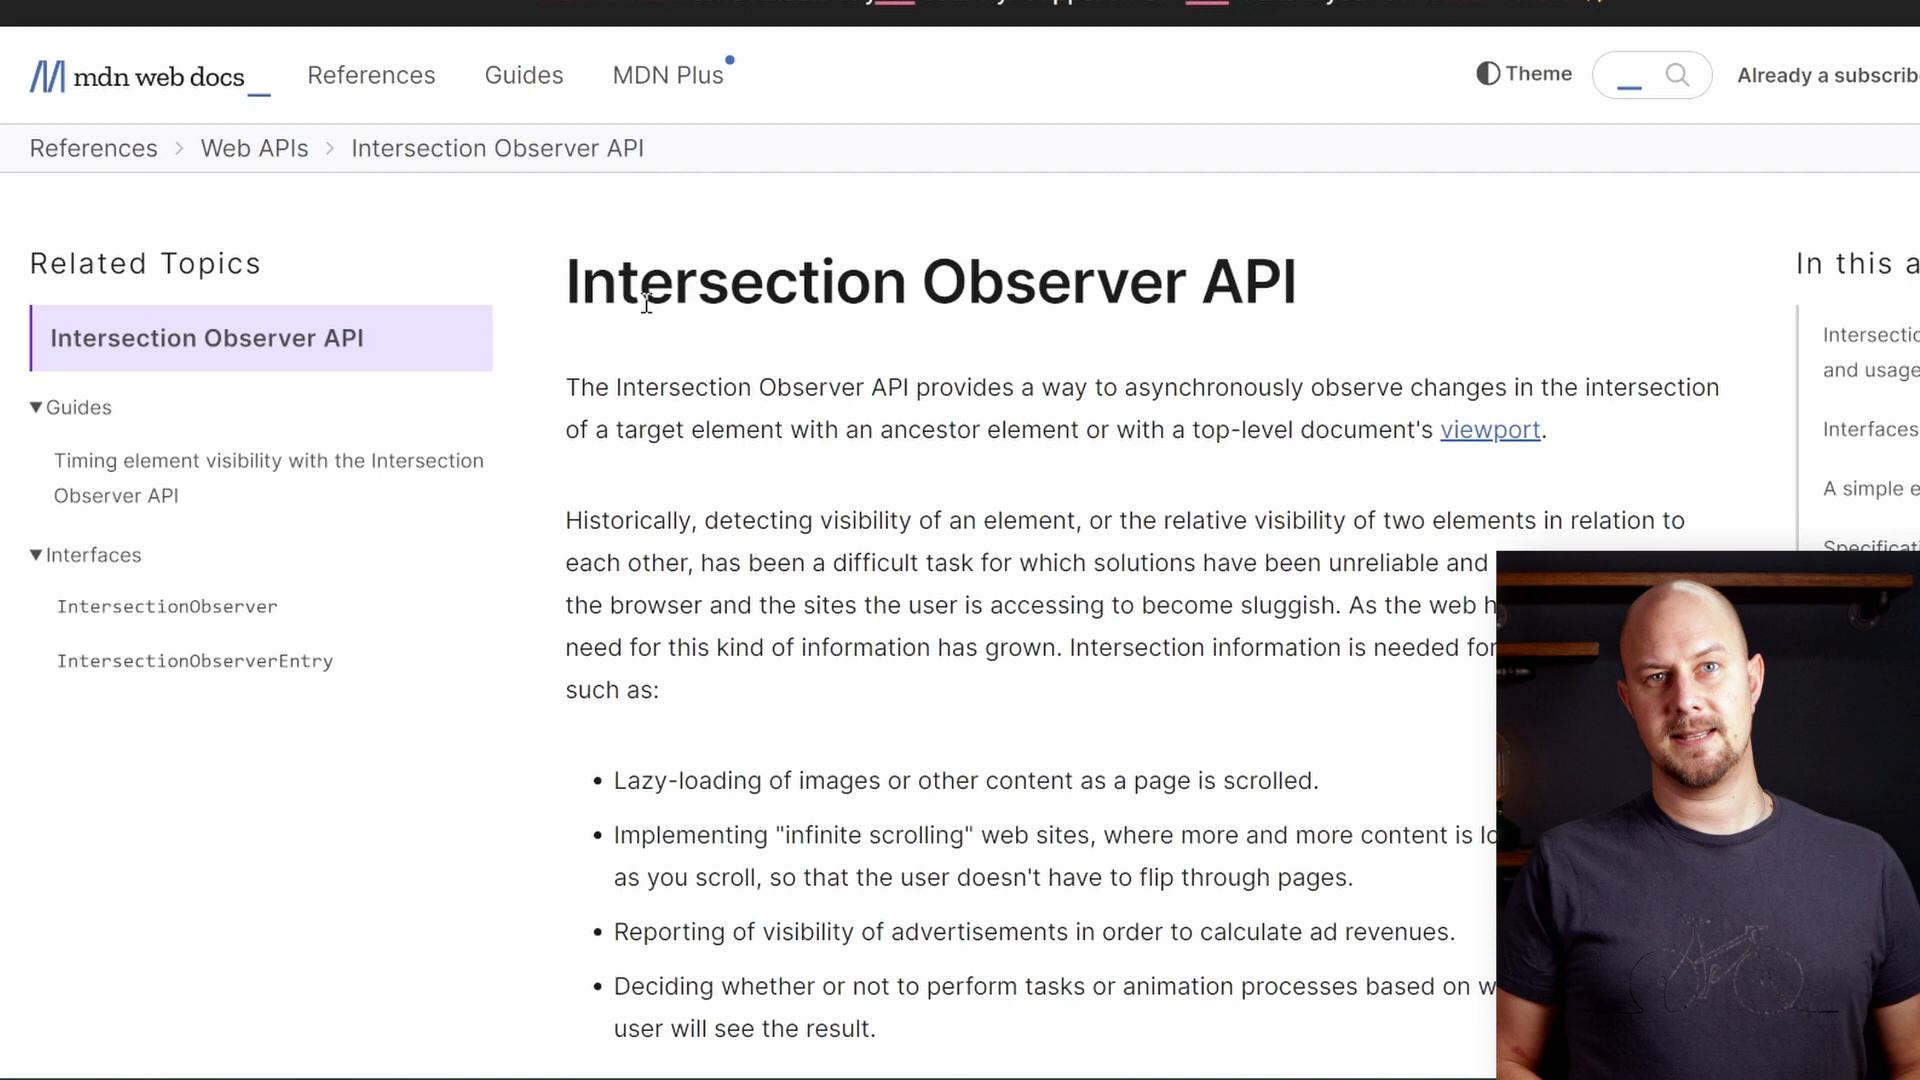 mdn web docs_
References
Guides
MDN Plus
Theme
Already a
References > Web APIs > Intersection Observer API
Related Topics
Intersection Observer API
▼Guides
Timing element visibility with the Intersection
Observer API
▼Interfaces
IntersectionObserver
IntersectionObserverEntry
Intersection Observer API
The Intersection Observer API provides a way to asynchronously observe changes in the intersection
of a target element with an ancestor element or with a top-level document's viewport.
Historically, detecting visibility of an element, or the relative visibility of two elements in relation to
each other, has been a difficult task for which solutions have been unreliable and
the browser and the sites the user is accessing to become sluggish. As the web
need for this kind of information has grown. Intersection information is needed for
such as:
• Lazy-loading of images or other content as a page is scrolled.
• Implementing "infinite scrolling" web sites, where more and more content is
as you scroll, so that the user doesn't have to flip through pages.
• Reporting of visibility of advertisements in order to calculate ad revenues.
• Deciding whether or not to perform tasks or animation processes based on
user will see the result.
In this
and usage
Interfaces
A simple